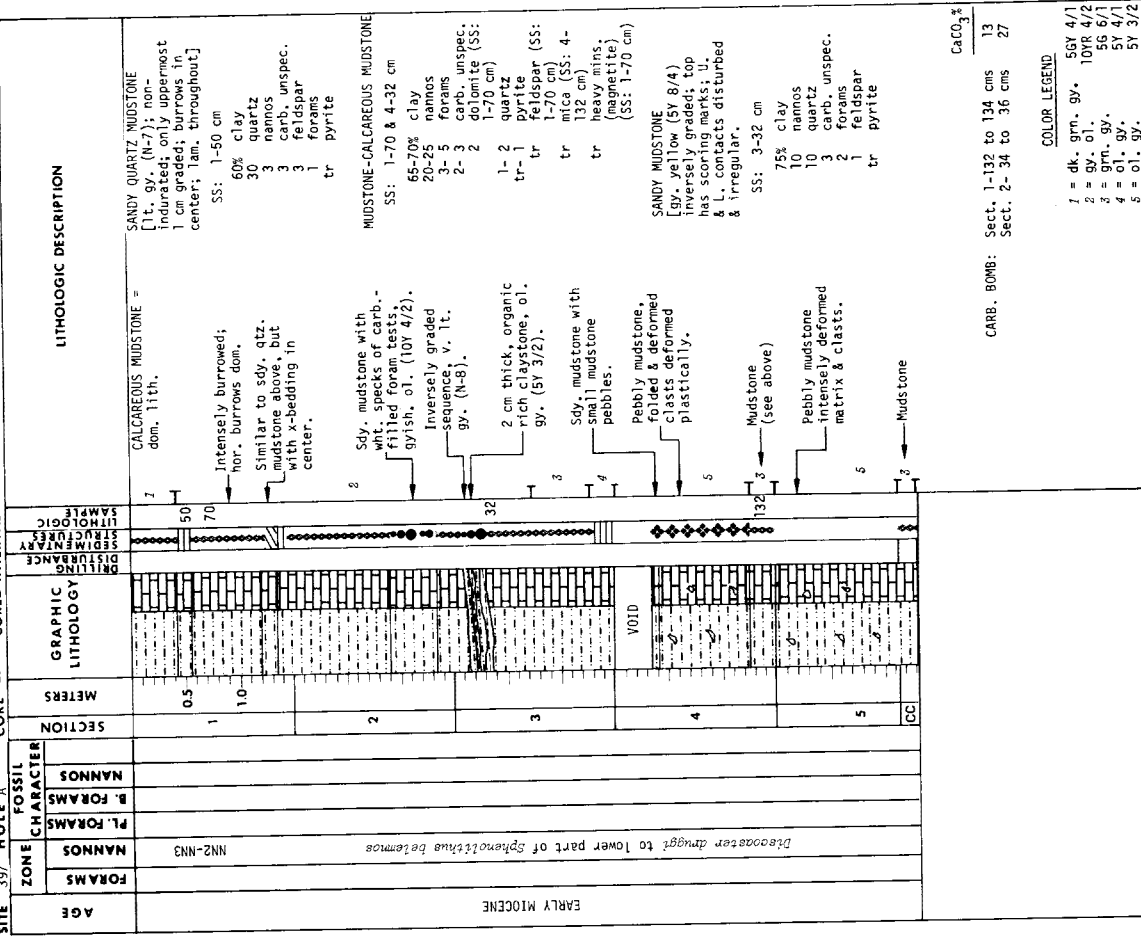 SITE 397 HOLE A
AGE
ZONE
FORAMS
NANNOS
FOSSIL
CHARACTER
PL. FORAMS
B. FORAMS
NANNOS
SECTION
METERS
GRAPHIC
LITHOLOGY
DRILLING
DISTURBANCE
SEDIMENTARY
STRUCTURES
LITHOLOGIC
SAMPLE
LITHOLOGIC DESCRIPTION
EARLY MIOCENE
NN2-NN3
Discoaster druggi to lower part of Sphenolithus belemnos
1
2
3
4
5
CC
0.5
1.0
VOID
50
70
32
132
1
2
3
4
5
3
5
3
CALCAREOUS MUDSTONE =
dom. lith.
Intensely burrowed;
hor. burrows dom.
Similar to sdy. qtz.
mudstone above, but
with x-bedding in
center.
Sdy. mudstone with
wht. specks of carb.-
filled foram tests,
gyish. ol. (10Y 4/2).
Inversely graded
sequence, v. lt.
gy. (N-8).
2 cm thick, organic
rich claystone, ol.
gy. (5Y 3/2).
Sdy. mudstone with
small mudstone
pebbles.
Pebbly mudstone,
folded & deformed
clasts deformed
plastically.
Mudstone
(see above)
Pebbly mudstone
intensely deformed
matrix & clasts.
Mudstone
SANDY QUARTZ MUDSTONE
[lt. gy. (N-7); non-
indurated; only uppermost
1 cm graded; burrows in
center; lam. throughout]
SS: 1-50 cm
60% clay
30 quartz
3 nannos
3 carb. unspec.
3 feldspar
1 forams
tr pyrite
MUDSTONE-CALCAREOUS MUDSTONE
SS: 1-70 & 4-32 cm
65-70% clay
20-25 nannos
3- 5 forams
2- 3 carb. unspec.
2 dolomite (SS:
1-70 cm)
1- 2 quartz
tr- 1 pyrite
tr feldspar (SS:
1-70 cm)
tr mica (SS: 4-
132 cm)
tr heavy mins.
(magnetite)
(SS: 1-70 cm)
SANDY MUDSTONE
[gy. yellow (5Y 8/4)
inversely graded; top
has scoring marks; U.
& L. contacts disturbed
& irregular.
SS: 3-32 cm
75% clay
10 nannos
10 quartz
3 carb. unspec.
2 forams
1 feldspar
tr pyrite
CaCO3%
CARB. BOMB: Sect. 1-132 to 134 cms 13
Sect. 2- 34 to 36 cms 27
COLOR LEGEND
1 = dk. grn. gy. 5GY 4/1
2 = gy. ol. 10YR 4/2
3 = grn. gy. 5G 6/1
4 = ol. gy. 5Y 4/1
5 = ol. gy. 5Y 3/2